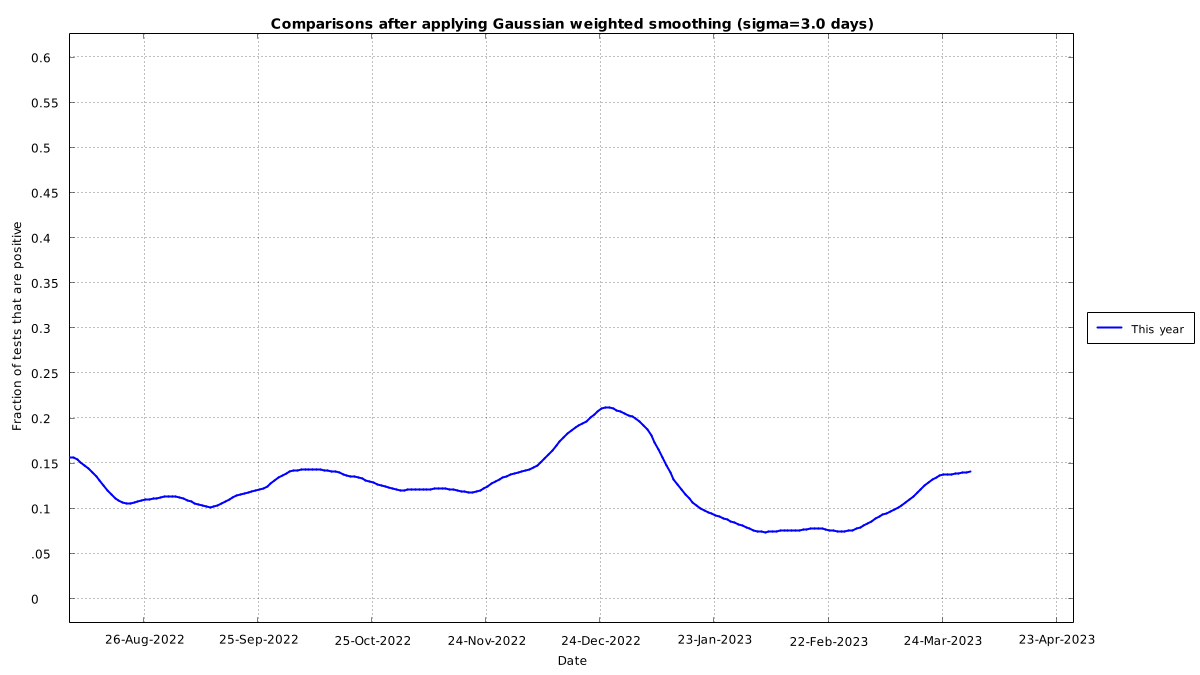 Comparisons after applying Gaussian weighted smoothing (sigma=3.0 days)
0.6
0.55
0.5
0.45
0.4
0.35
0.3
0.25
0.2
0.15
0.1
.05
0
Fraction of tests that are positive
This year
26-Aug-2022 25-Sep-2022 25-Oct-2022 24-Nov-2022 24-Dec-2022 23-Jan-2023 22-Feb-2023 24-Mar-2023 23-Apr-2023
Date